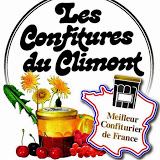 Les
Confitures
du Climont
Meilleur
Confiturier
de France